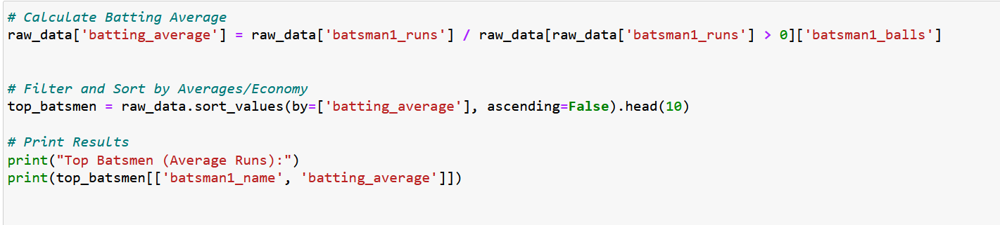 # Calculate Batting Average
raw_data['batting_average'] = raw_data['batsman1_runs'] / raw_data[raw_data['batsman1_runs'] > 0]['batsman1_balls']
# Filter and Sort by Averages/Economy
top_batsmen = raw_data.sort_values(by=['batting_average'], ascending=False).head(10)
# Print Results
print("Top Batsmen (Average Runs):")
print(top_batsmen[['batsman1_name', 'batting_average']])